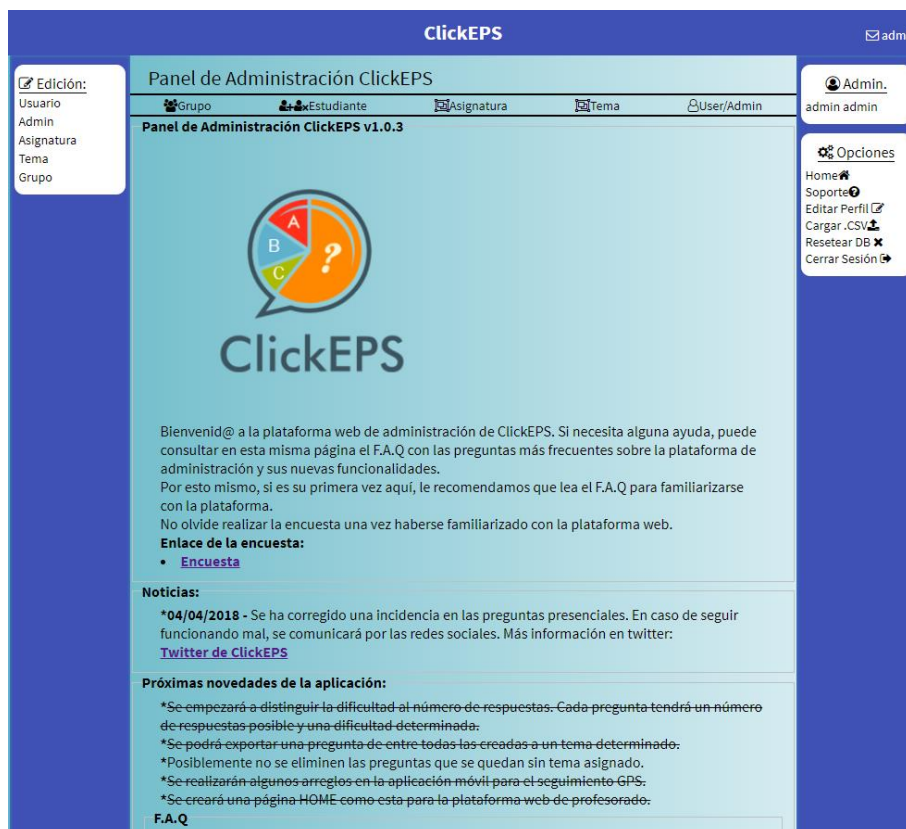 ClickEPS
adm
Edición:
Usuario
Admin
Asignatura
Tema
Grupo
Panel de Administración ClickEPS
Grupo
Estudiante
Asignatura
Tema
User/Admin
Panel de Administración ClickEPS v1.0.3
A
B
C
?
ClickEPS
Bienvenid@ a la plataforma web de administración de ClickEPS. Si necesita alguna ayuda, puede
consultar en esta misma página el F.A.Q con las preguntas más frecuentes sobre la plataforma de
administración y sus nuevas funcionalidades.
Por esto mismo, si es su primera vez aquí, le recomendamos que lea el F.A.Q para familiarizarse
con la plataforma.
No olvide realizar la encuesta una vez haberse familiarizado con la plataforma web.
Enlace de la encuesta:
• Encuesta
Noticias:
*04/04/2018 - Se ha corregido una incidencia en las preguntas presenciales. En caso de seguir
funcionando mal, se comunicará por las redes sociales. Más información en twitter:
Twitter de ClickEPS
Próximas novedades de la aplicación:
*Se empezará a distinguir la dificultad al número de respuestas. Cada pregunta tendrá un número
de respuestas posible y una dificultad determinada.
*Se podrá exportar una pregunta de entre todas las creadas a un tema determinado.
*Posiblemente no se eliminen las preguntas que se quedan sin tema asignado.
*Se realizarán algunos arreglos en la aplicación móvil para el seguimiento GPS.
*Se creará una página HOME como esta para la plataforma web de profesorado.
F.A.Q
Admin.
admin admin
Opciones
Home
Soporte
Editar Perfil
Cargar .CSV
Resetear DB
Cerrar Sesión